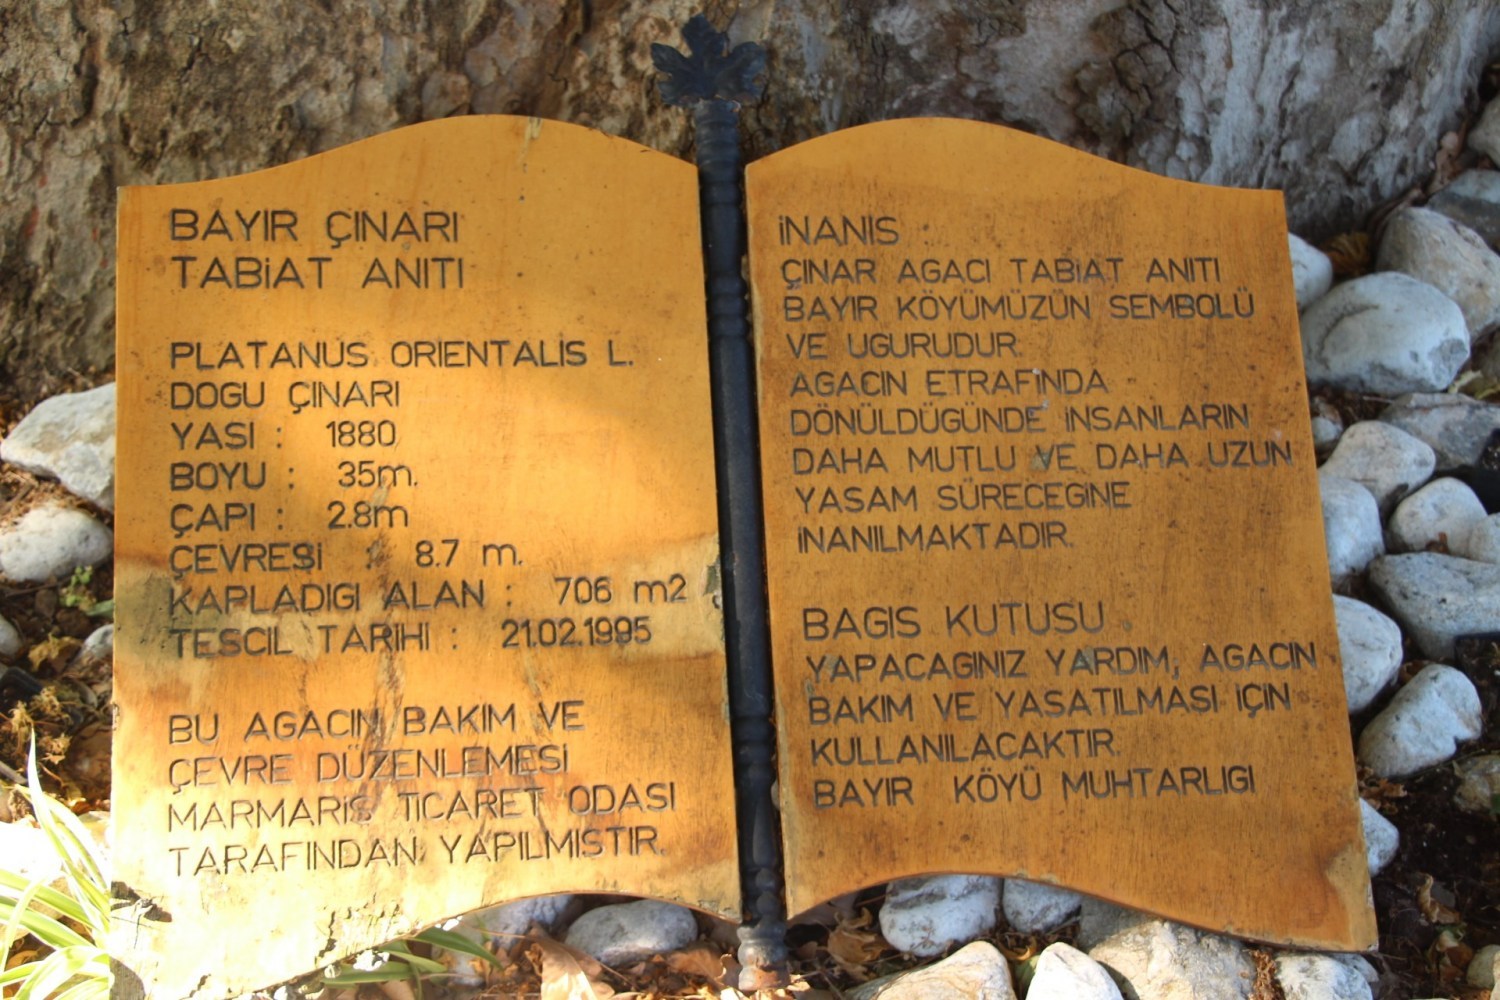 BAYIR ÇINARI
TABiAT ANITI
PLATANUS ORIENTALIS L.
DOGU ÇINARI
YASI : 1880
BOYU : 35m.
ÇAPI : 2.8m
ÇEVRESi : 8.7 m.
KAPLADIGI ALAN : 706 m2
TESCIL TARiHi : 21.02.1995
BU AGACIN BAKIM VE
ÇEVRE DÜZENLEMESi
MARMARiS TiCARET ODASI
TARAFINDAN YAPILMISTIR.
iNANIS
ÇINAR AGACI TABiAT ANITI
BAYIR KÖYÜMÜZÜN SEMBOLÜ
VE UGURUDUR.
AGACIN ETRAFINDA
DÖNÜLDÜGÜNDE iNSANLARIN
DAHA MUTLU VE DAHA UZUN
YASAM SÜRECEGiNE
iNANILMAKTADIR.
BAGIS KUTUSU
YAPACAGINIZ YARDIM, AGACIN
BAKIM VE YASATILMASI iÇiN
KULLANILACAKTIR.
BAYIR KÖYÜ MUHTARLIGI